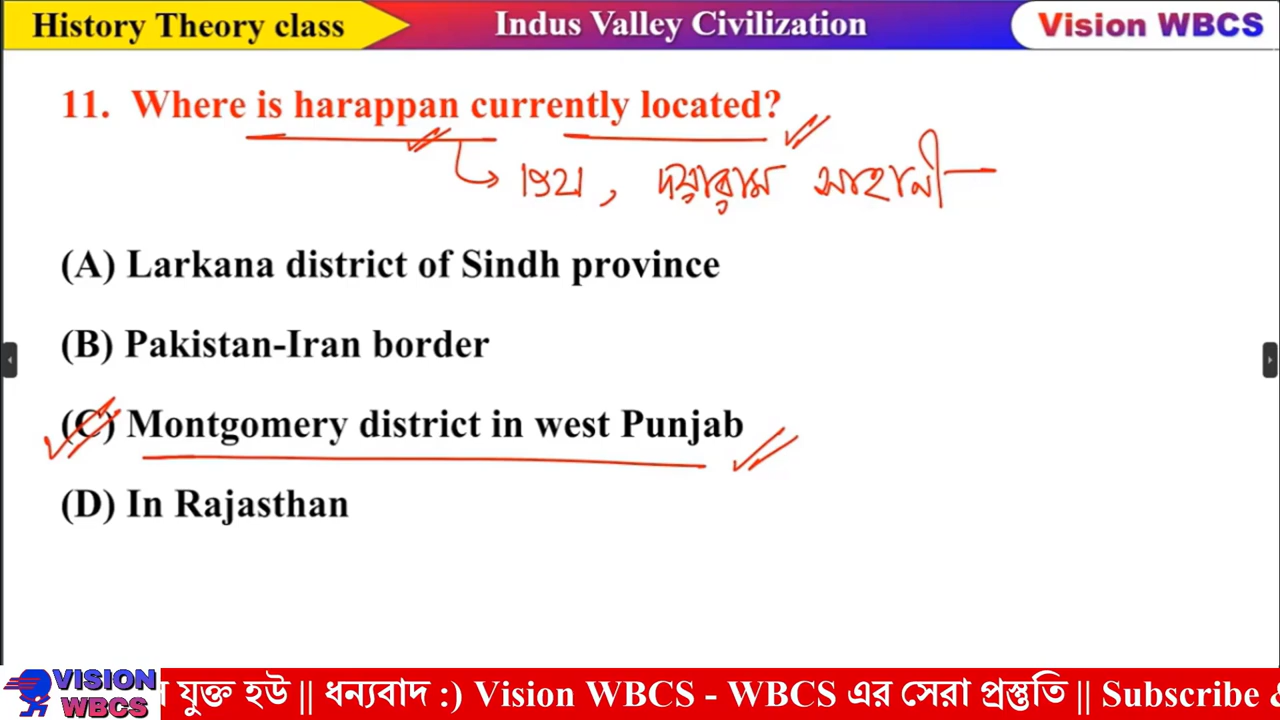 History Theory class
Indus Valley Civilization
Vision WBCS
11. Where is harappan currently located?
১৯২১, দয়ারাম সাহানী
(A) Larkana district of Sindh province
(B) Pakistan-Iran border
(C) Montgomery district in west Punjab
(D) In Rajasthan
VISION
WBCS
যুক্ত হউ || ধন্যবাদ :) Vision WBCS - WBCS এর সেরা প্রস্তুতি || Subscribe &